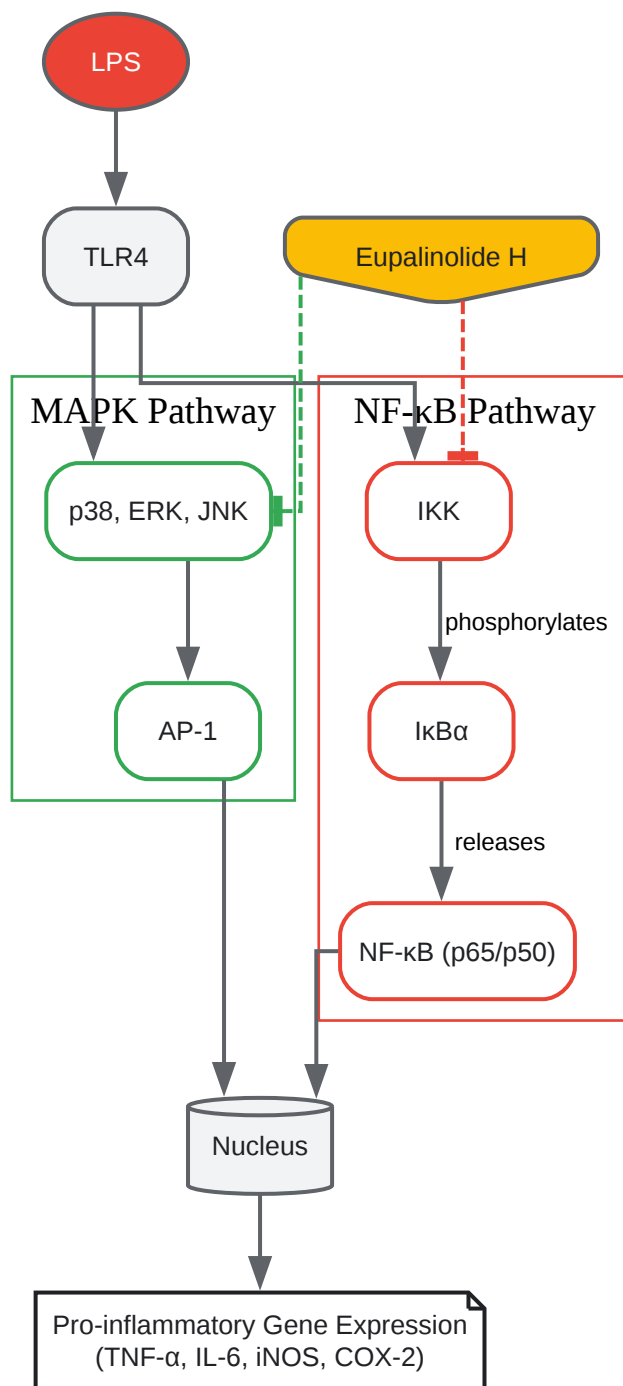 LPS
TLR4
Eupalinolide H
MAPK Pathway
NF-κB Pathway
p38, ERK, JNK
IKK
phosphorylates
AP-1
IκBα
releases
NF-κB (p65/p50)
Nucleus
Pro-inflammatory Gene Expression
(TNF-α, IL-6, iNOS, COX-2)